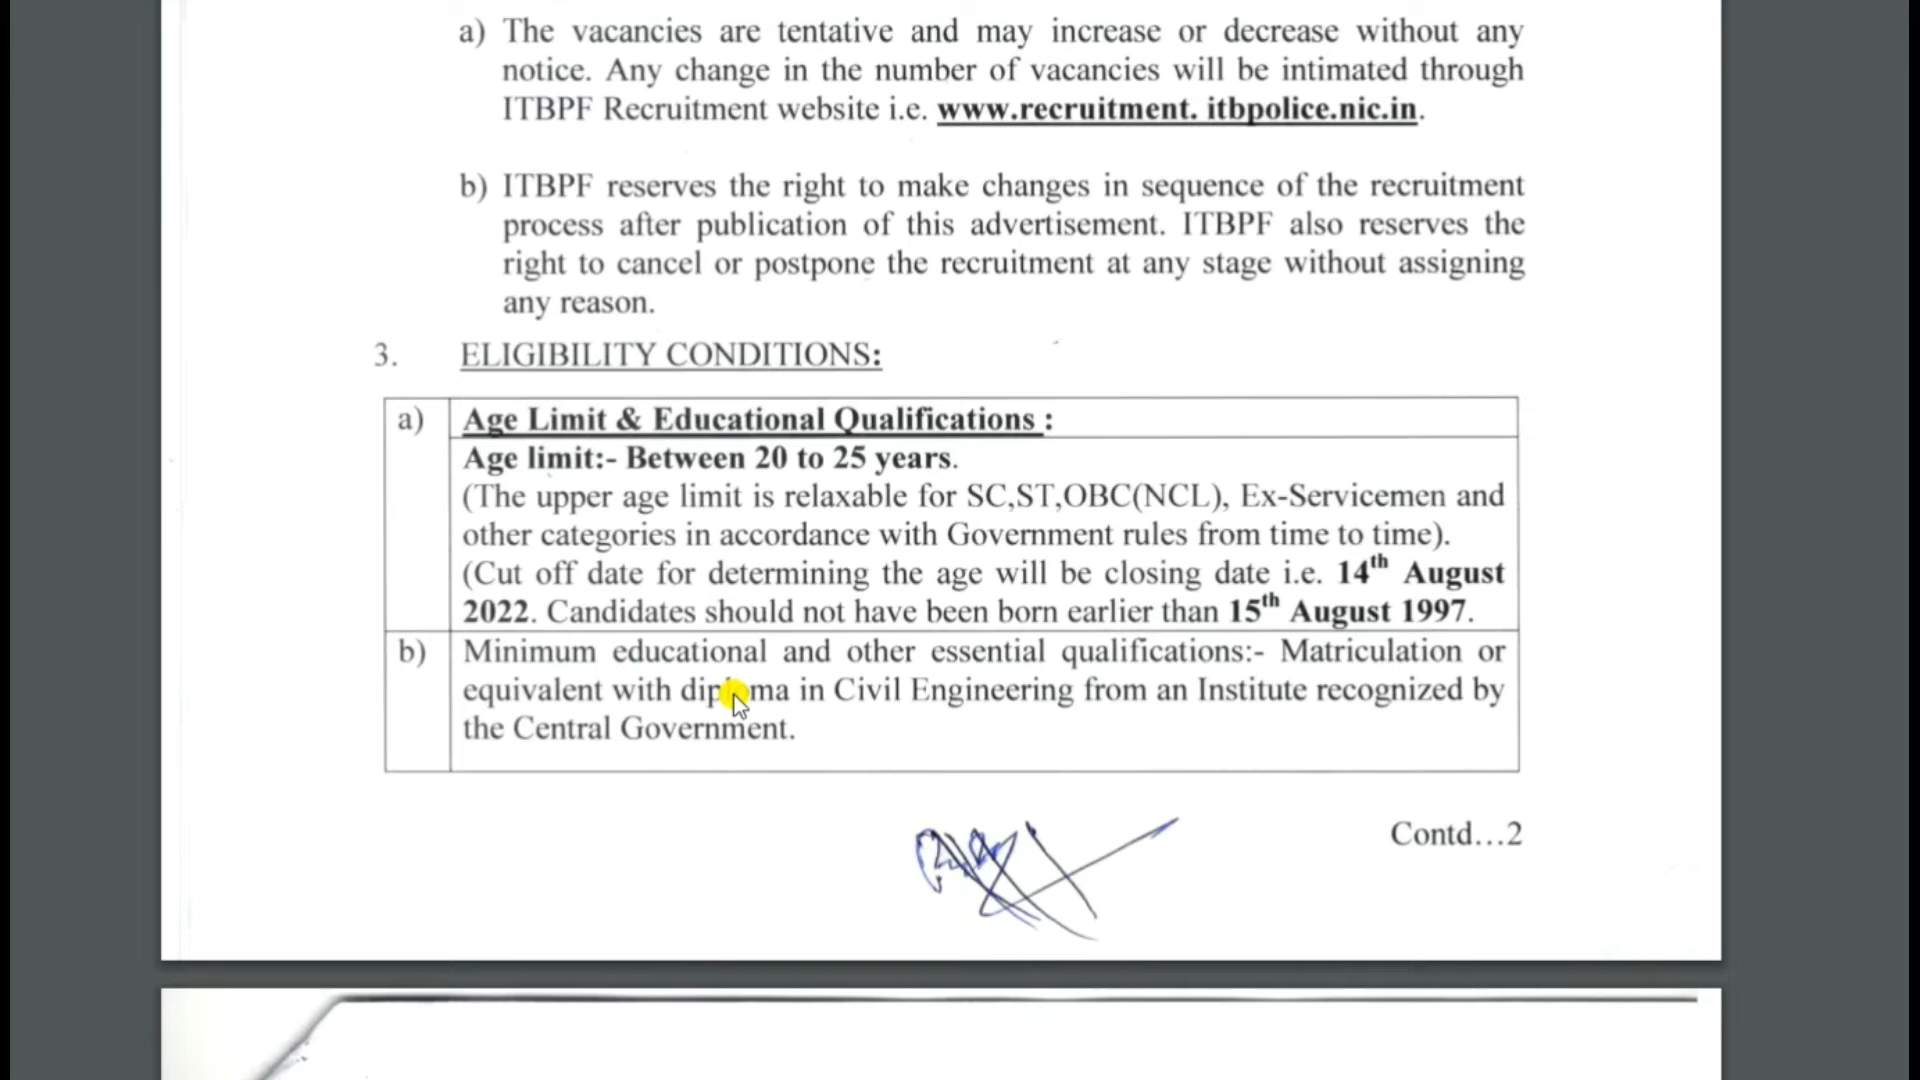 a) The vacancies are tentative and may increase or decrease without any
notice. Any change in the number of vacancies will be intimated through
ITBPF Recruitment website i.e. www.recruitment. itbpolice.nic.in.
b) ITBPF reserves the right to make changes in sequence of the recruitment
process after publication of this advertisement. ITBPF also reserves the
right to cancel or postpone the recruitment at any stage without assigning
any reason.
3. ELIGIBILITY CONDITIONS:
a) Age Limit & Educational Qualifications :
Age limit:- Between 20 to 25 years.
(The upper age limit is relaxable for SC,ST,OBC(NCL), Ex-Servicemen and
other categories in accordance with Government rules from time to time).
(Cut off date for determining the age will be closing date i.e. 14th August
2022. Candidates should not have been born earlier than 15th August 1997.
b) Minimum educational and other essential qualifications:- Matriculation or
equivalent with diploma in Civil Engineering from an Institute recognized by
the Central Government.
Contd...2